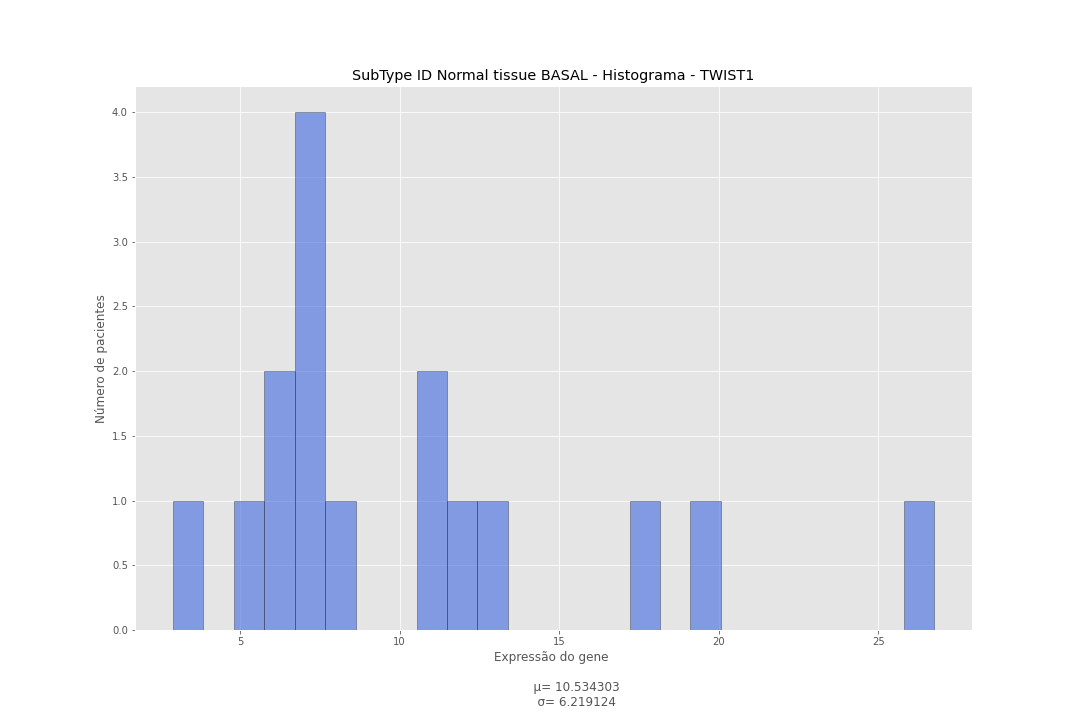 SubType ID Normal tissue BASAL - Histograma - TWIST1
Número de pacientes
4.0
3.5
3.0
2.5
2.0
1.5
1.0
0.5
0.0
5 10 15 20 25
Expressão do gene
μ= 10.534303
σ= 6.219124